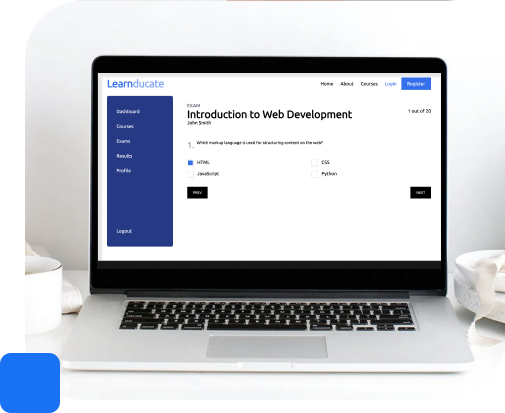 Learnducate
Home About Courses Login Register
Dashboard
Courses
Exams
Results
Profile
Logout
EXAM
Introduction to Web Development
John Smith
1 out of 20
1. Which markup language is used for structuring content on the web?
HTML CSS
JavaScript Python
PREV NEXT